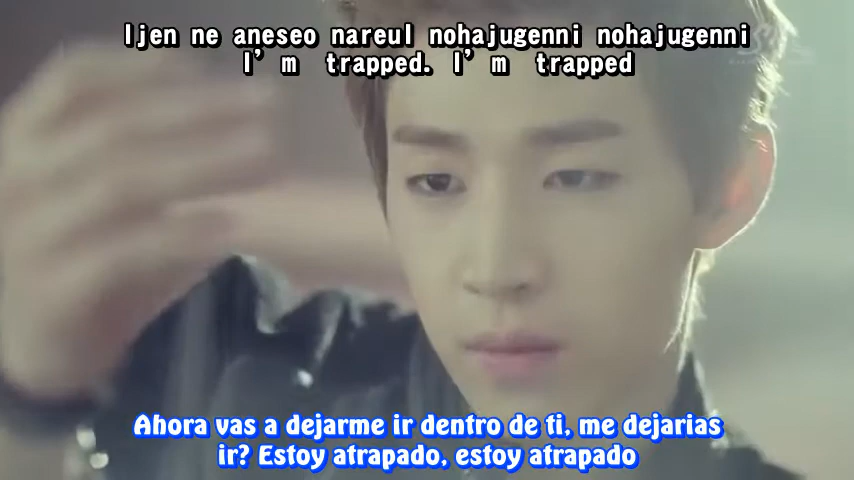 Ijen ne aneseo nareul nohajugenni nohajugenni
I'm trapped. I'm trapped
Ahora vas a dejarme ir dentro de ti, me dejarias
ir? Estoy atrapado, estoy atrapado